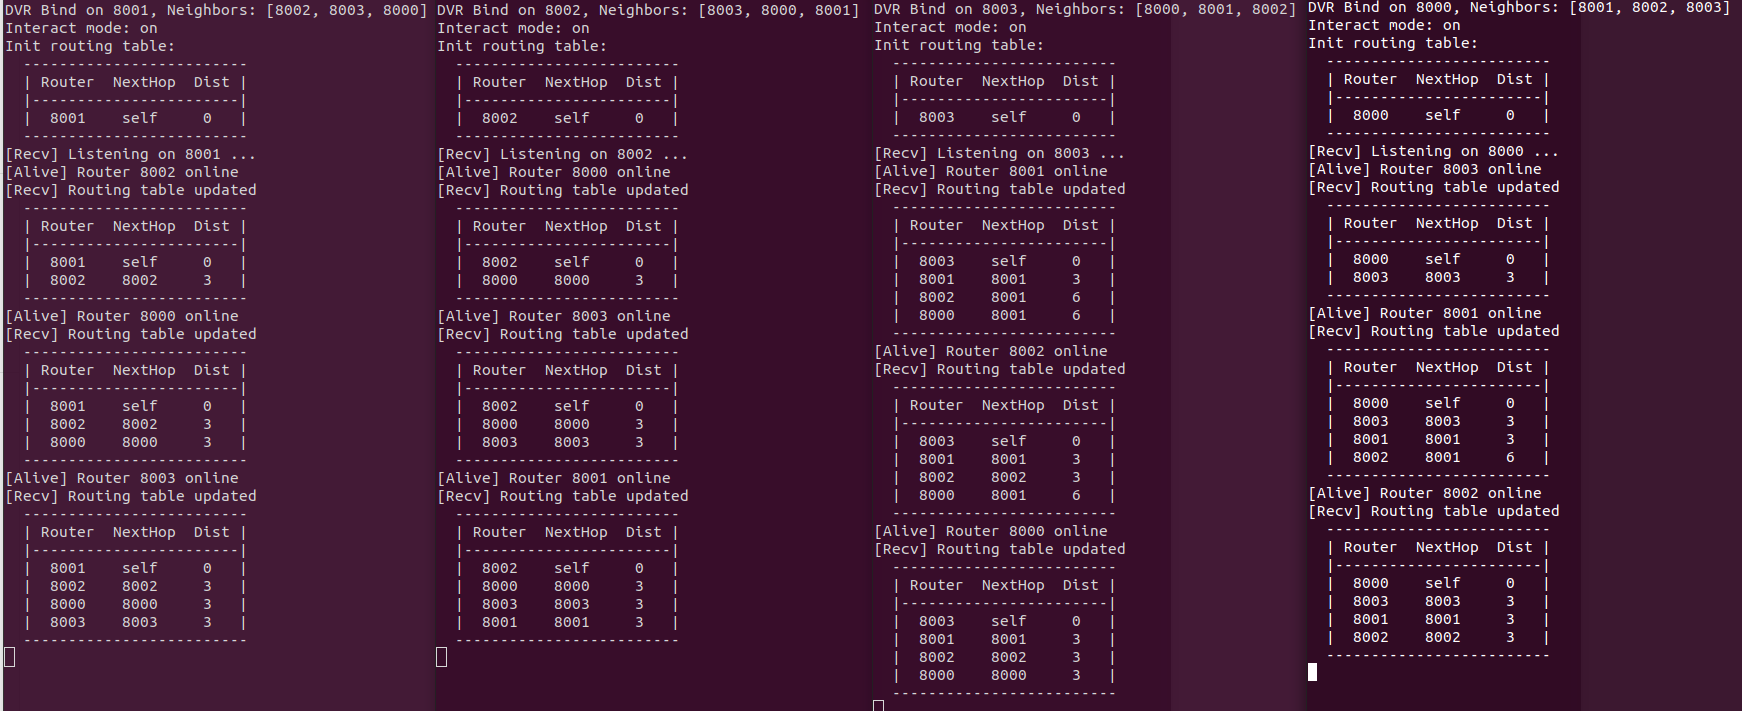 DVR Bind on 8001, Neighbors: [8002, 8003, 8000]
Interact mode: on
Init routing table:
  -------------------------
  | Router  NextHop  Dist |
  |-----------------------|
  |  8001    self     0   |
  -------------------------
[Recv] Listening on 8001 ...
[Alive] Router 8002 online
[Recv] Routing table updated
  -------------------------
  | Router  NextHop  Dist |
  |-----------------------|
  |  8001    self     0   |
  |  8002    8002     3   |
  -------------------------
[Alive] Router 8000 online
[Recv] Routing table updated
  -------------------------
  | Router  NextHop  Dist |
  |-----------------------|
  |  8001    self     0   |
  |  8002    8002     3   |
  |  8000    8000     3   |
  -------------------------
[Alive] Router 8003 online
[Recv] Routing table updated
  -------------------------
  | Router  NextHop  Dist |
  |-----------------------|
  |  8001    self     0   |
  |  8002    8002     3   |
  |  8000    8000     3   |
  |  8003    8003     3   |
  -------------------------
DVR Bind on 8002, Neighbors: [8003, 8000, 8001]
Interact mode: on
Init routing table:
  -------------------------
  | Router  NextHop  Dist |
  |-----------------------|
  |  8002    self     0   |
  -------------------------
[Recv] Listening on 8002 ...
[Alive] Router 8000 online
[Recv] Routing table updated
  -------------------------
  | Router  NextHop  Dist |
  |-----------------------|
  |  8002    self     0   |
  |  8000    8000     3   |
  -------------------------
[Alive] Router 8003 online
[Recv] Routing table updated
  -------------------------
  | Router  NextHop  Dist |
  |-----------------------|
  |  8002    self     0   |
  |  8000    8000     3   |
  |  8003    8003     3   |
  -------------------------
[Alive] Router 8001 online
[Recv] Routing table updated
  -------------------------
  | Router  NextHop  Dist |
  |-----------------------|
  |  8002    self     0   |
  |  8000    8000     3   |
  |  8003    8003     3   |
  |  8001    8001     3   |
  -------------------------
DVR Bind on 8003, Neighbors: [8000, 8001, 8002]
Interact mode: on
Init routing table:
  -------------------------
  | Router  NextHop  Dist |
  |-----------------------|
  |  8003    self     0   |
  -------------------------
[Recv] Listening on 8003 ...
[Alive] Router 8001 online
[Recv] Routing table updated
  -------------------------
  | Router  NextHop  Dist |
  |-----------------------|
  |  8003    self     0   |
  |  8001    8001     3   |
  |  8002    8001     6   |
  |  8000    8001     6   |
  -------------------------
[Alive] Router 8002 online
[Recv] Routing table updated
  -------------------------
  | Router  NextHop  Dist |
  |-----------------------|
  |  8003    self     0   |
  |  8001    8001     3   |
  |  8002    8002     3   |
  |  8000    8001     6   |
  -------------------------
[Alive] Router 8000 online
[Recv] Routing table updated
  -------------------------
  | Router  NextHop  Dist |
  |-----------------------|
  |  8003    self     0   |
  |  8001    8001     3   |
  |  8002    8002     3   |
  |  8000    8000     3   |
  -------------------------
DVR Bind on 8000, Neighbors: [8001, 8002, 8003]
Interact mode: on
Init routing table:
  -------------------------
  | Router  NextHop  Dist |
  |-----------------------|
  |  8000    self     0   |
  -------------------------
[Recv] Listening on 8000 ...
[Alive] Router 8003 online
[Recv] Routing table updated
  -------------------------
  | Router  NextHop  Dist |
  |-----------------------|
  |  8000    self     0   |
  |  8003    8003     3   |
  -------------------------
[Alive] Router 8001 online
[Recv] Routing table updated
  -------------------------
  | Router  NextHop  Dist |
  |-----------------------|
  |  8000    self     0   |
  |  8003    8003     3   |
  |  8001    8001     3   |
  |  8002    8001     6   |
  -------------------------
[Alive] Router 8002 online
[Recv] Routing table updated
  -------------------------
  | Router  NextHop  Dist |
  |-----------------------|
  |  8000    self     0   |
  |  8003    8003     3   |
  |  8001    8001     3   |
  |  8002    8002     3   |
  -------------------------